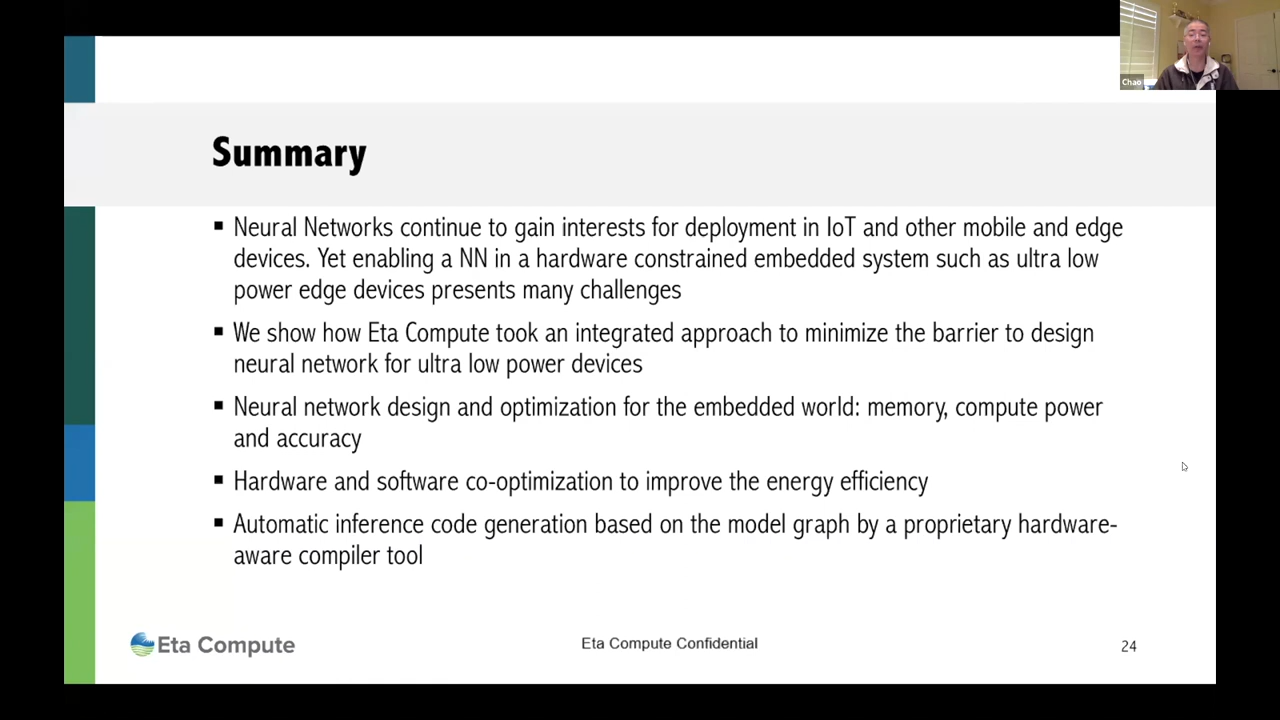 Chao
Summary
▪ Neural Networks continue to gain interests for deployment in IoT and other mobile and edge
devices. Yet enabling a NN in a hardware constrained embedded system such as ultra low
power edge devices presents many challenges
▪ We show how Eta Compute took an integrated approach to minimize the barrier to design
neural network for ultra low power devices
▪ Neural network design and optimization for the embedded world: memory, compute power
and accuracy
▪ Hardware and software co-optimization to improve the energy efficiency
▪ Automatic inference code generation based on the model graph by a proprietary hardware-
aware compiler tool
Eta Compute
Eta Compute Confidential
24